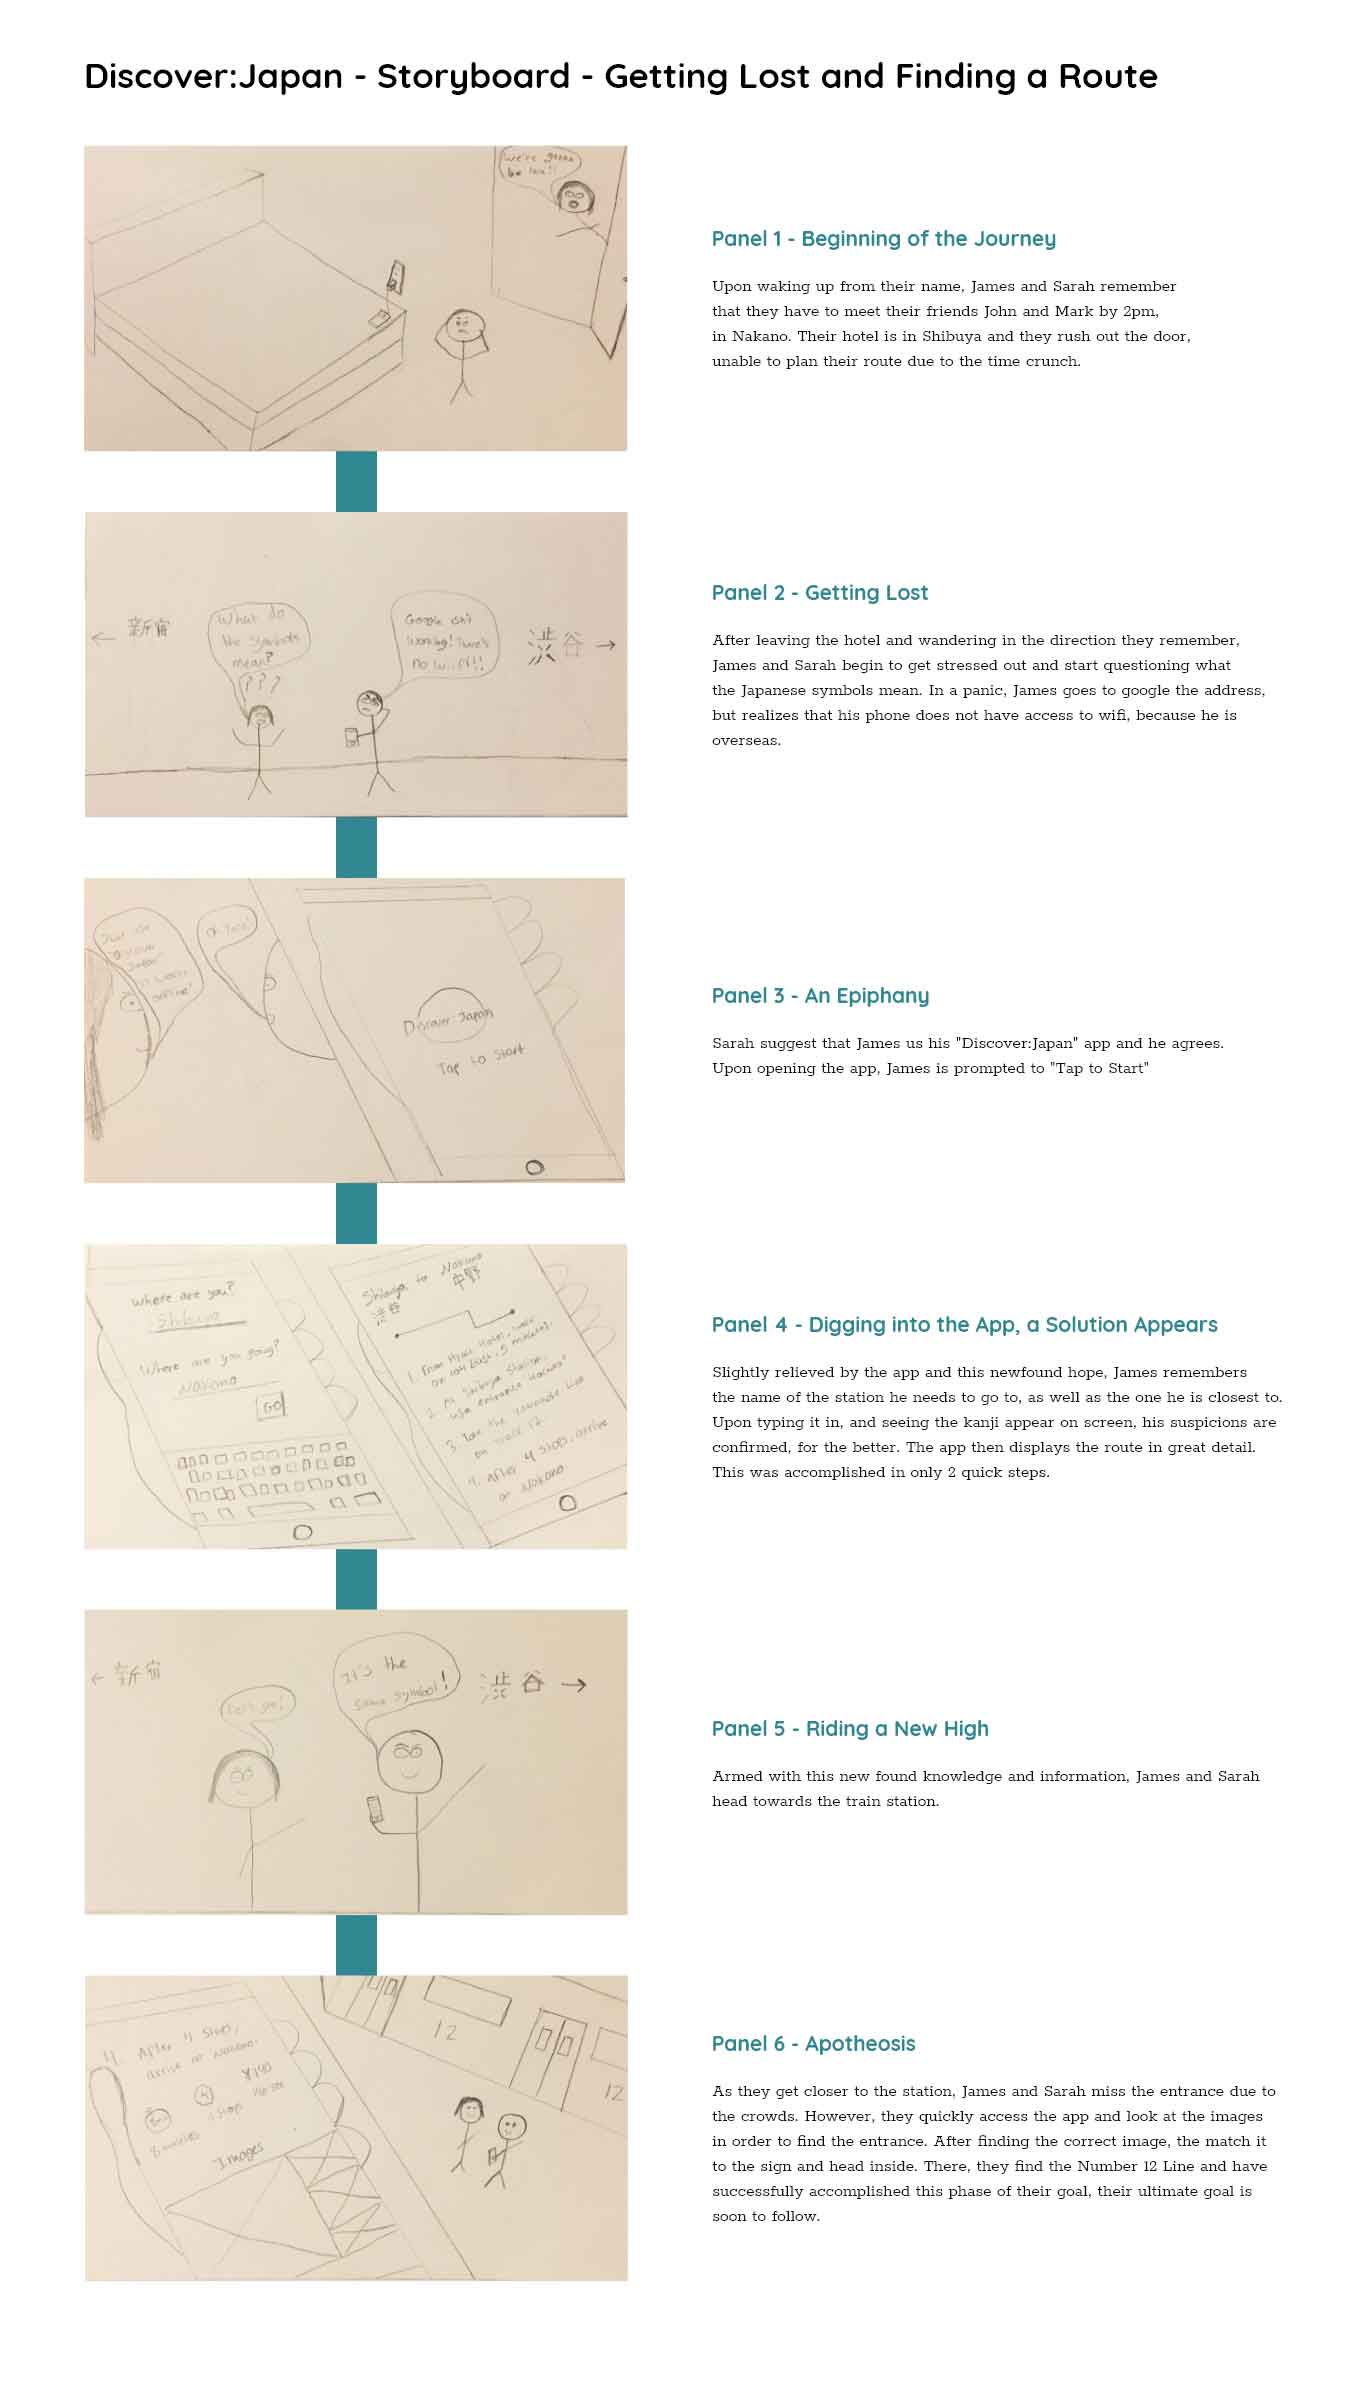 Discover:Japan - Storyboard - Getting Lost and Finding a Route
we're gonna
be late!!
Panel 1 - Beginning of the Journey
Upon waking up from their name, James and Sarah remember
that they have to meet their friends John and Mark by 2pm,
in Nakano. Their hotel is in Shibuya and they rush out the door,
unable to plan their route due to the time crunch.
← 新宿
What do
the symbols
mean?
???
Google isn't
working! There's
no wifi!!
渋谷 →
Panel 2 - Getting Lost
After leaving the hotel and wandering in the direction they remember,
James and Sarah begin to get stressed out and start questioning what
the Japanese symbols mean. In a panic, James goes to google the address,
but realizes that his phone does not have access to wifi, because he is
overseas.
Just use
"Discover
Japan"
works
offline!
Oh Yeah!
Discover:Japan
Tap to Start
Panel 3 - An Epiphany
Sarah suggest that James us his "Discover:Japan" app and he agrees.
Upon opening the app, James is prompted to "Tap to Start"
Where are you?
Shibuya
Where are you going?
Nakano
GO
Shibuya to Nakano
渋谷 中野
1. From Hyatt Hotel, walk
5 minutes.
2. At Shibuya Station,
use entrance
3. Take the Line
on track 12.
4. After 4 stops, arrive
at Nakano.
Panel 4 - Digging into the App, a Solution Appears
Slightly relieved by the app and this newfound hope, James remembers
the name of the station he needs to go to, as well as the one he is closest to.
Upon typing it in, and seeing the kanji appear on screen, his suspicions are
confirmed, for the better. The app then displays the route in great detail.
This was accomplished in only 2 quick steps.
← 新宿
Let's go!
It's the
same symbol!
渋谷 →
Panel 5 - Riding a New High
Armed with this new found knowledge and information, James and Sarah
head towards the train station.
4. After 4 stops,
arrive at Nakano.
4
¥190
8 minutes
4 stops
Images
12
12
Panel 6 - Apotheosis
As they get closer to the station, James and Sarah miss the entrance due to
the crowds. However, they quickly access the app and look at the images
in order to find the entrance. After finding the correct image, the match it
to the sign and head inside. There, they find the Number 12 Line and have
successfully accomplished this phase of their goal, their ultimate goal is
soon to follow.